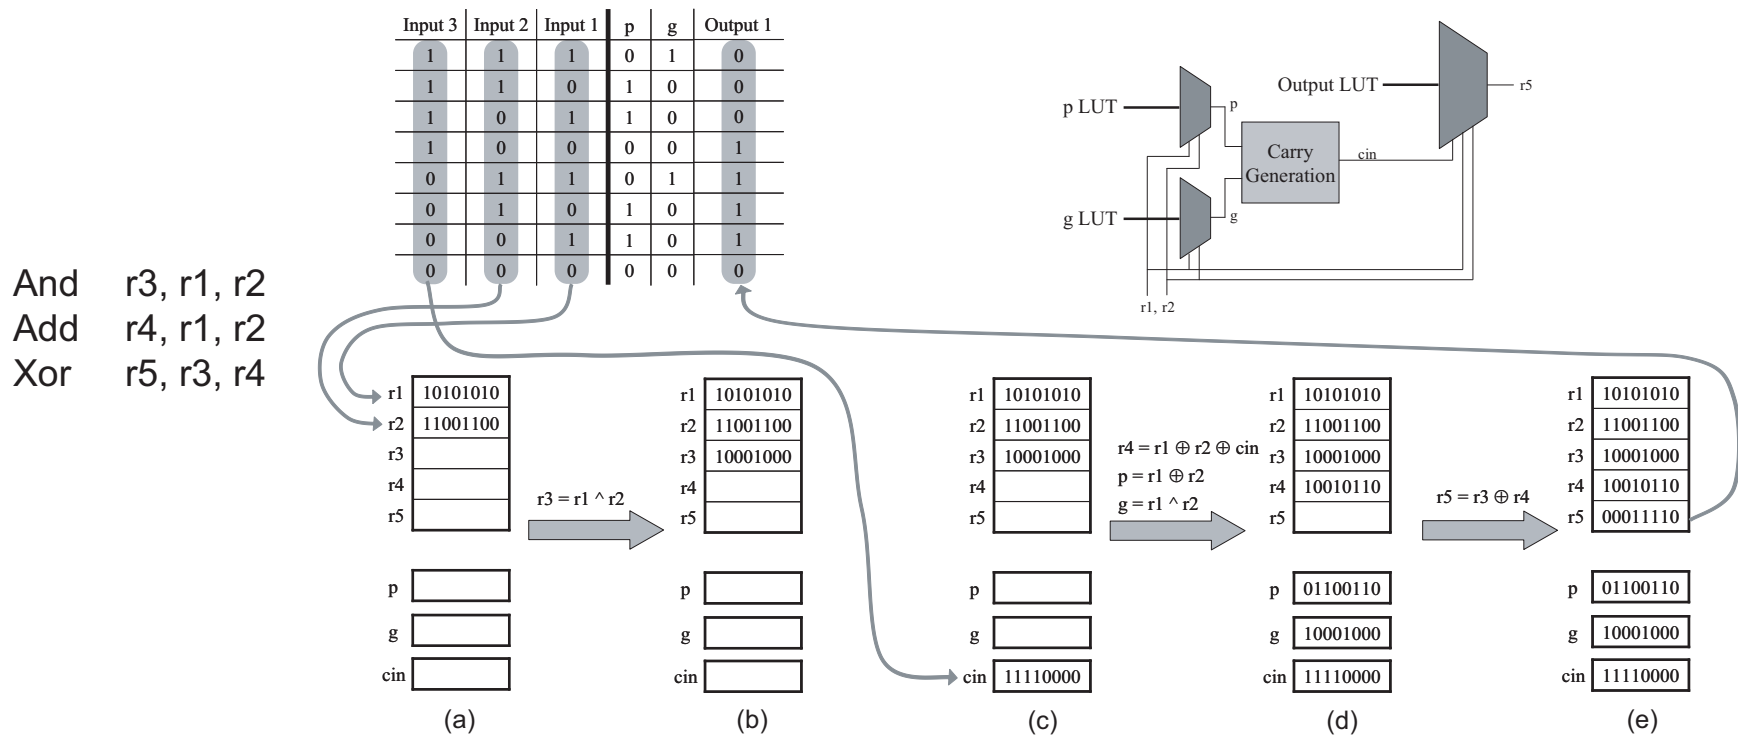 Input 3 Input 2 Input 1 p g Output 1
1 1 1 0 1 0
1 1 0 1 0 0
1 0 1 1 0 0
1 0 0 0 0 1
0 1 1 0 1 1
0 1 0 1 0 1
0 0 1 1 0 1
0 0 0 0 0 0
Output LUT r5
p LUT p
Carry
Generation
cin
g LUT g
r1, r2
And r3, r1, r2
Add r4, r1, r2
Xor r5, r3, r4
r1 10101010
r2 11001100
r3
r4
r5
p
g
cin
(a)
r3 = r1 ^ r2
r1 10101010
r2 11001100
r3 10001000
r4
r5
p
g
cin
(b)
r1 10101010
r2 11001100
r3 10001000
r4
r5
p
g
cin 11110000
(c)
r4 = r1 ⊕ r2 ⊕ cin
p = r1 ⊕ r2
g = r1 ^ r2
r1 10101010
r2 11001100
r3 10001000
r4 10010110
r5
p 01100110
g 10001000
cin 11110000
(d)
r5 = r3 ⊕ r4
r1 10101010
r2 11001100
r3 10001000
r4 10010110
r5 00011110
p 01100110
g 10001000
cin 11110000
(e)